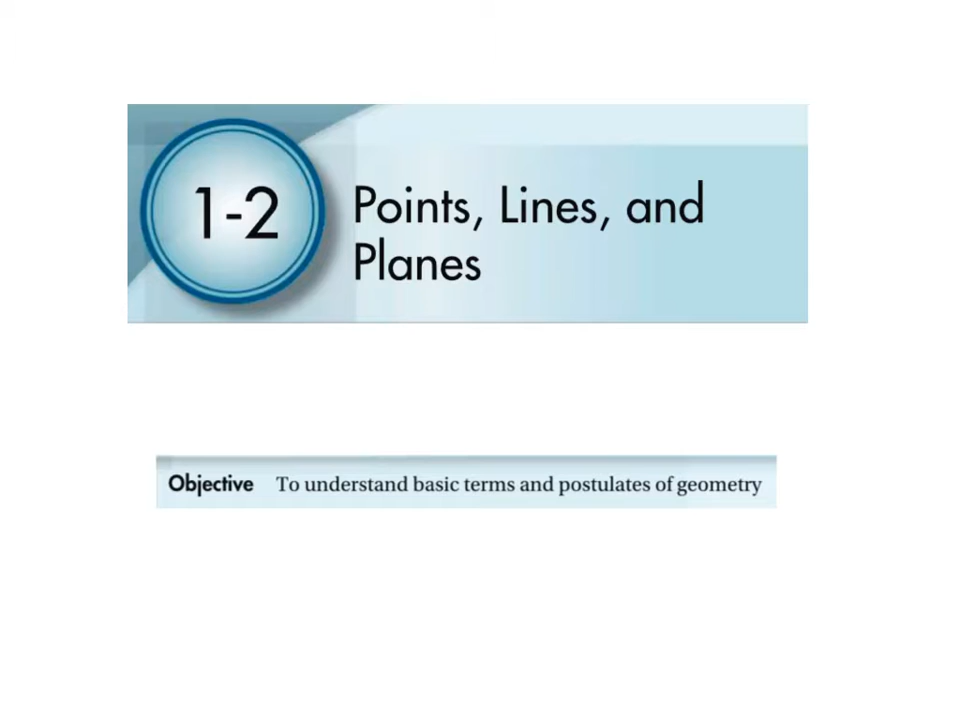 1-2
Points, Lines, and
Planes
Objective To understand basic terms and postulates of geometry